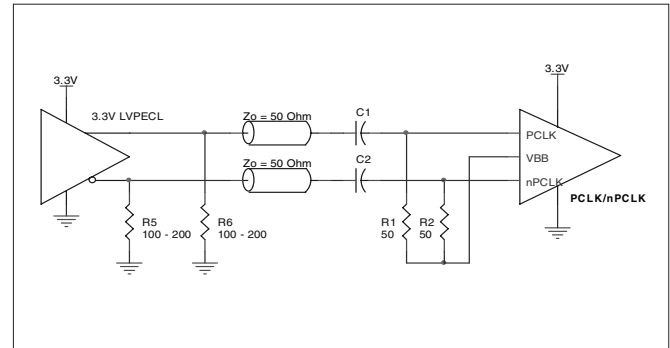 3.3V
3.3V
3.3V LVPECL
Zo = 50 Ohm
C1
PCLK
Zo = 50 Ohm
C2
VBB
nPCLK
PCLK/nPCLK
R5
100 - 200
R6
100 - 200
R1
50
R2
50